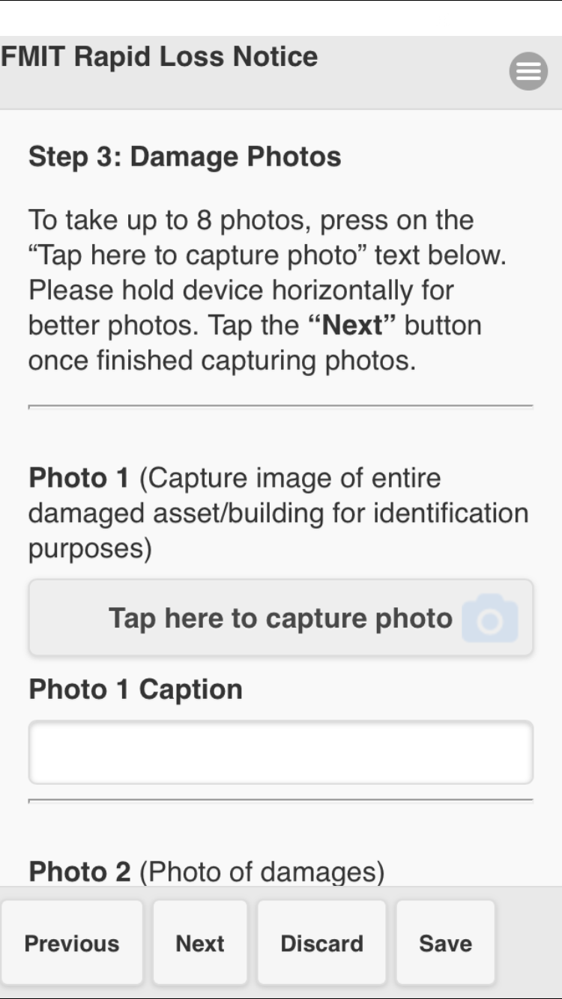 FMIT Rapid Loss Notice
Step 3: Damage Photos
To take up to 8 photos, press on the
“Tap here to capture photo” text below.
Please hold device horizontally for
better photos. Tap the “Next” button
once finished capturing photos.
Photo 1 (Capture image of entire
damaged asset/building for identification
purposes)
Tap here to capture photo
Photo 1 Caption
Photo 2 (Photo of damages)
Previous Next Discard Save